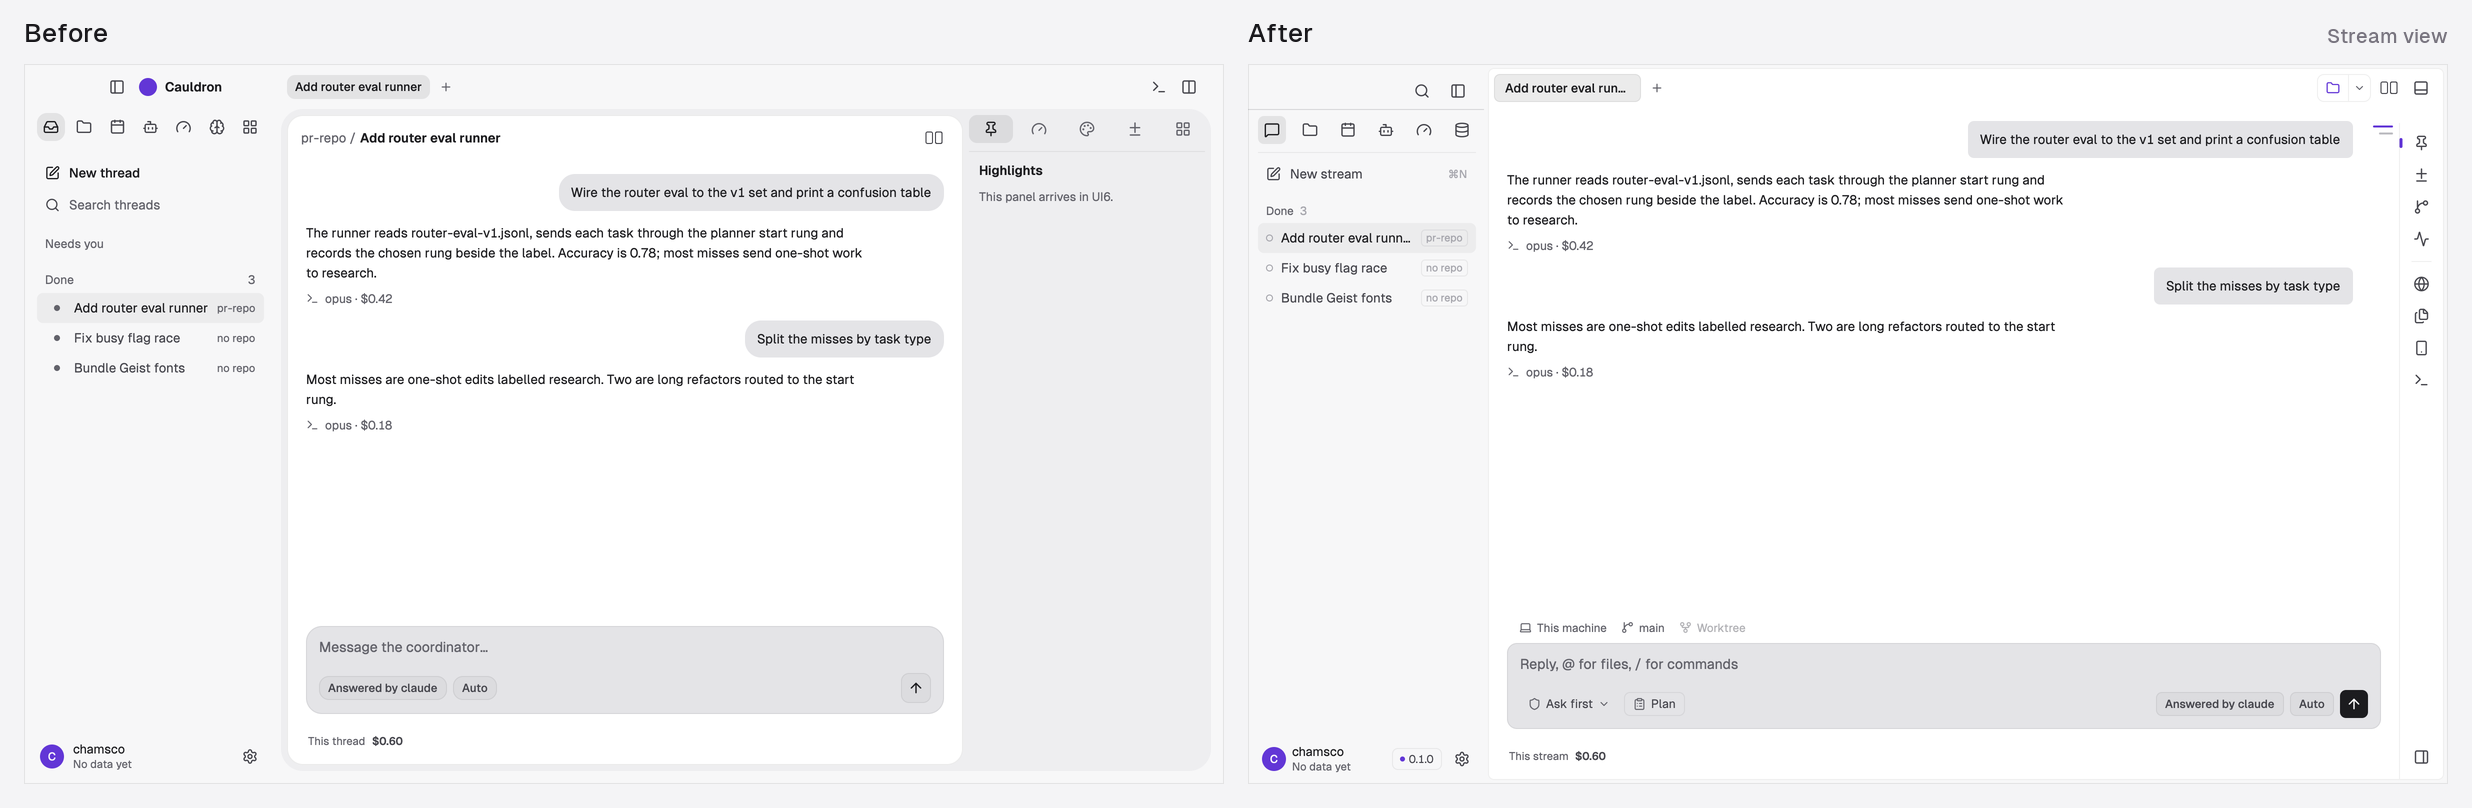 Before
Cauldron
Add router eval runner
New thread
Search threads
Needs you
Done 3
Add router eval runner pr-repo
Fix busy flag race no repo
Bundle Geist fonts no repo
C
chamsco
No data yet
pr-repo / Add router eval runner
Wire the router eval to the v1 set and print a confusion table
The runner reads router-eval-v1.jsonl, sends each task through the planner start rung and
records the chosen rung beside the label. Accuracy is 0.78; most misses send one-shot work
to research.
opus · $0.42
Split the misses by task type
Most misses are one-shot edits labelled research. Two are long refactors routed to the start
rung.
opus · $0.18
Message the coordinator...
Answered by claude Auto
This thread $0.60
Highlights
This panel arrives in UI6.
After
Stream view
New stream ⌘N
Done 3
Add router eval runn... pr-repo
Fix busy flag race no repo
Bundle Geist fonts no repo
C
chamsco
No data yet
0.1.0
Add router eval run...
Wire the router eval to the v1 set and print a confusion table
The runner reads router-eval-v1.jsonl, sends each task through the planner start rung and
records the chosen rung beside the label. Accuracy is 0.78; most misses send one-shot work
to research.
opus · $0.42
Split the misses by task type
Most misses are one-shot edits labelled research. Two are long refactors routed to the start
rung.
opus · $0.18
This machine main Worktree
Reply, @ for files, / for commands
Ask first Plan Answered by claude Auto
This stream $0.60